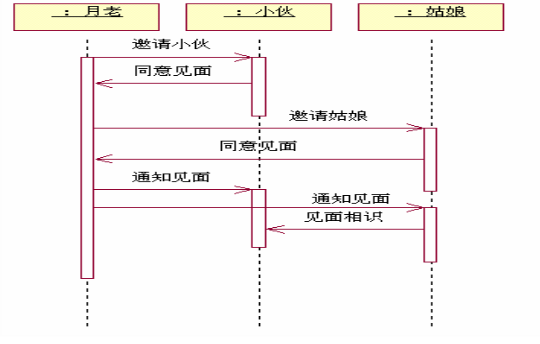 : 月老
: 小伙
: 姑娘
邀请小伙
同意见面
邀请姑娘
同意见面
通知见面
通知见面
见面相识